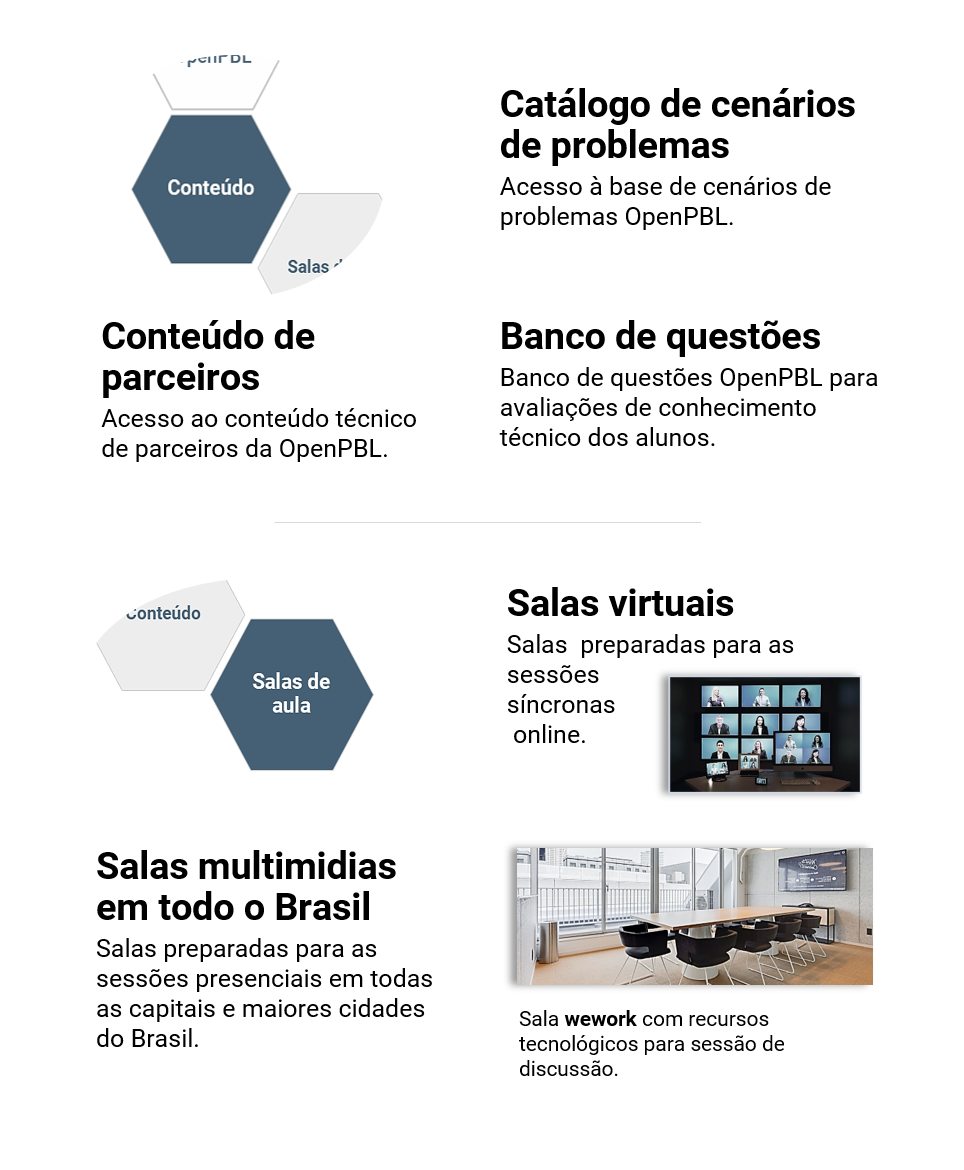 Conteúdo
Catálogo de cenários
de problemas
Acesso à base de cenários de
problemas OpenPBL.
Conteúdo de
parceiros
Acesso ao conteúdo técnico
de parceiros da OpenPBL.
Banco de questões
Banco de questões OpenPBL para
avaliações de conhecimento
técnico dos alunos.
Conteúdo
Salas de
aula
Salas virtuais
Salas  preparadas para as
sessões
síncronas
online.
Salas multimidias
em todo o Brasil
Salas preparadas para as
sessões presenciais em todas
as capitais e maiores cidades
do Brasil.
Sala wework com recursos
tecnológicos para sessão de
discussão.